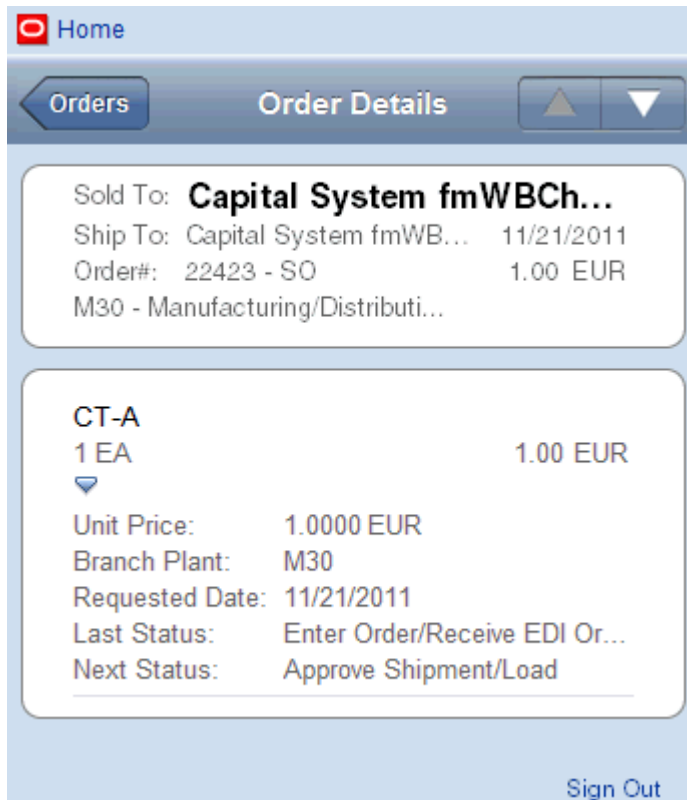 Home
Orders
Order Details
Sold To: Capital System fmWBCh...
Ship To: Capital System fmWB... 11/21/2011
Order#: 22423 - SO 1.00 EUR
M30 - Manufacturing/Distributi...
CT-A
1 EA 1.00 EUR
Unit Price: 1.0000 EUR
Branch Plant: M30
Requested Date: 11/21/2011
Last Status: Enter Order/Receive EDI Or...
Next Status: Approve Shipment/Load
Sign Out